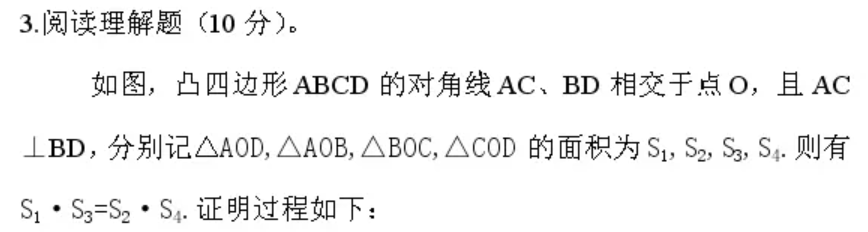 3.阅读理解题（10 分）。
如图，凸四边形 ABCD 的对角线 AC、BD 相交于点 O，且 AC
⊥BD，分别记△AOD,△AOB,△BOC,△COD 的面积为 S₁, S₂, S₃, S₄. 则有
S₁·S₃=S₂·S₄. 证明过程如下：